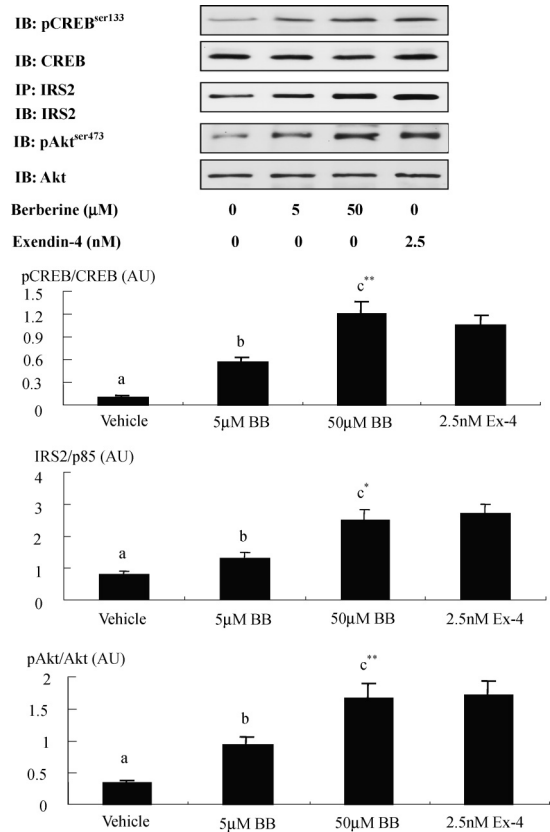 IB: pCREBser133
IB: CREB
IP: IRS2
IB: IRS2
IB: pAktser473
IB: Akt
Berberine (µM) 0 5 50 0
Exendin-4 (nM) 0 0 0 2.5
pCREB/CREB (AU)
1.5
1.2
0.9
0.6
0.3
0
a
b
c**
Vehicle 5µM BB 50µM BB 2.5nM Ex-4
IRS2/p85 (AU)
4
3
2
1
0
a
b
c*
Vehicle 5µM BB 50µM BB 2.5nM Ex-4
pAkt/Akt (AU)
2
1.5
1
0.5
0
a
b
c**
Vehicle 5µM BB 50µM BB 2.5nM Ex-4